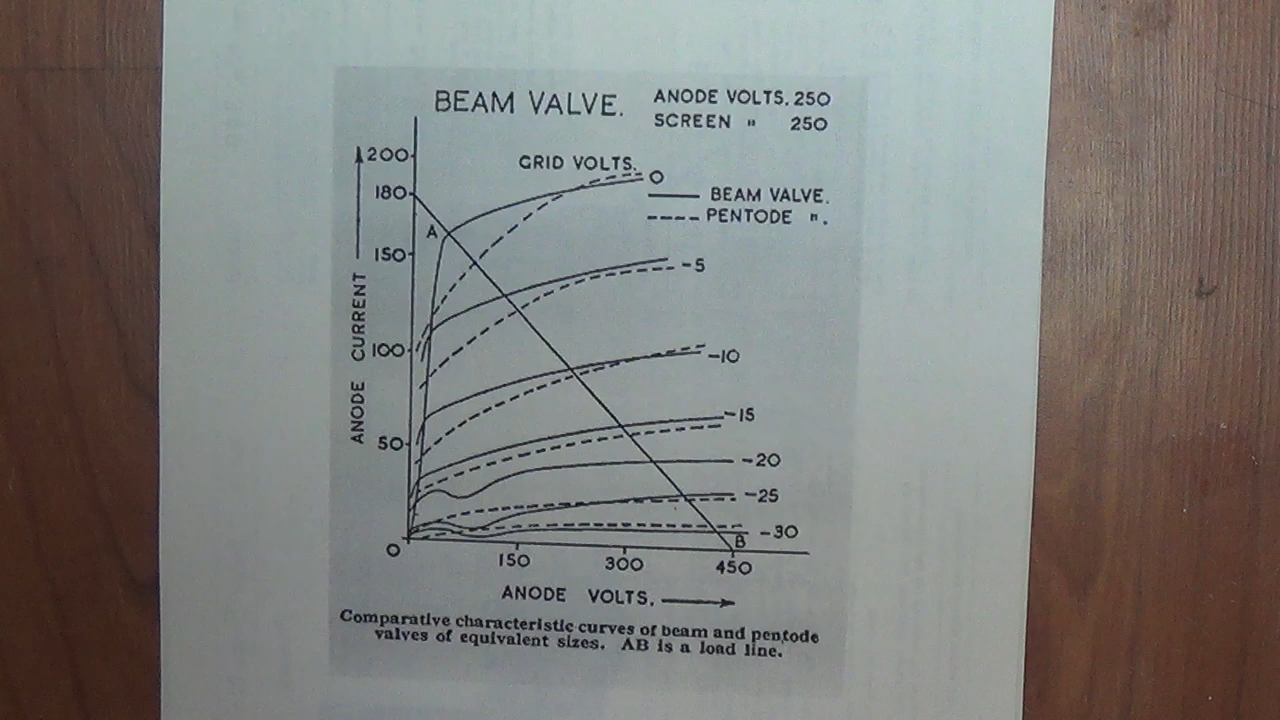 BEAM VALVE.
ANODE VOLTS. 250
SCREEN " 250
GRID VOLTS.
0
BEAM VALVE.
PENTODE ".
200
180
A
150
-5
ANODE CURRENT
100
-10
-15
50
-20
-25
-30
B
0
150 300 450
ANODE VOLTS.
Comparative characteristic curves of beam and pentode
valves of equivalent sizes. AB is a load line.